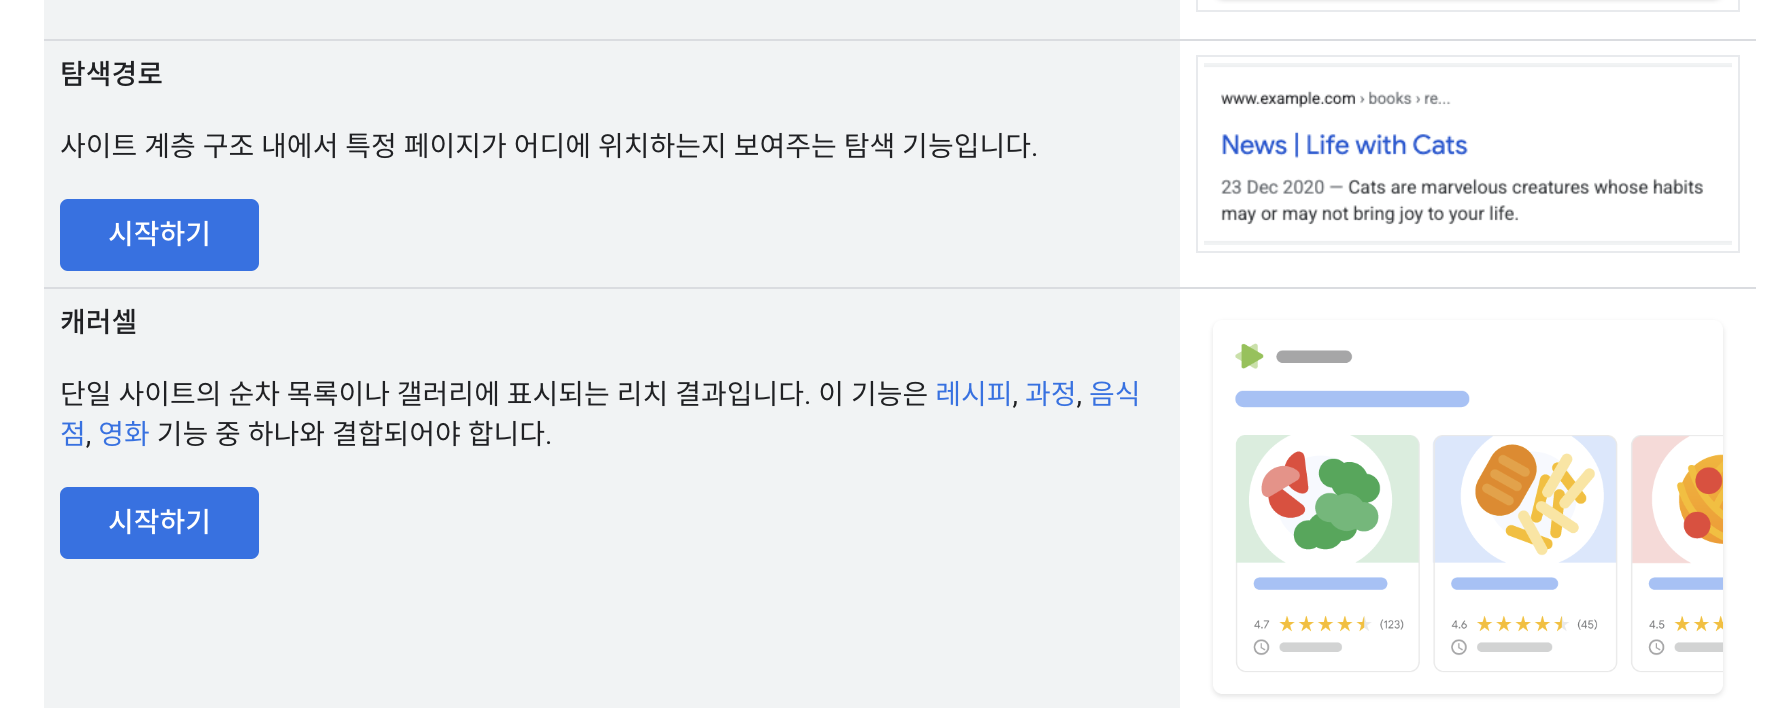 탐색경로
사이트 계층 구조 내에서 특정 페이지가 어디에 위치하는지 보여주는 탐색 기능입니다.
시작하기
www.example.com › books › re...
News | Life with Cats
23 Dec 2020 — Cats are marvelous creatures whose habits
may or may not bring joy to your life.
캐러셀
단일 사이트의 순차 목록이나 갤러리에 표시되는 리치 결과입니다. 이 기능은 레시피, 과정, 음식
점, 영화 기능 중 하나와 결합되어야 합니다.
시작하기
4.7 (123)
4.6 (45)
4.5